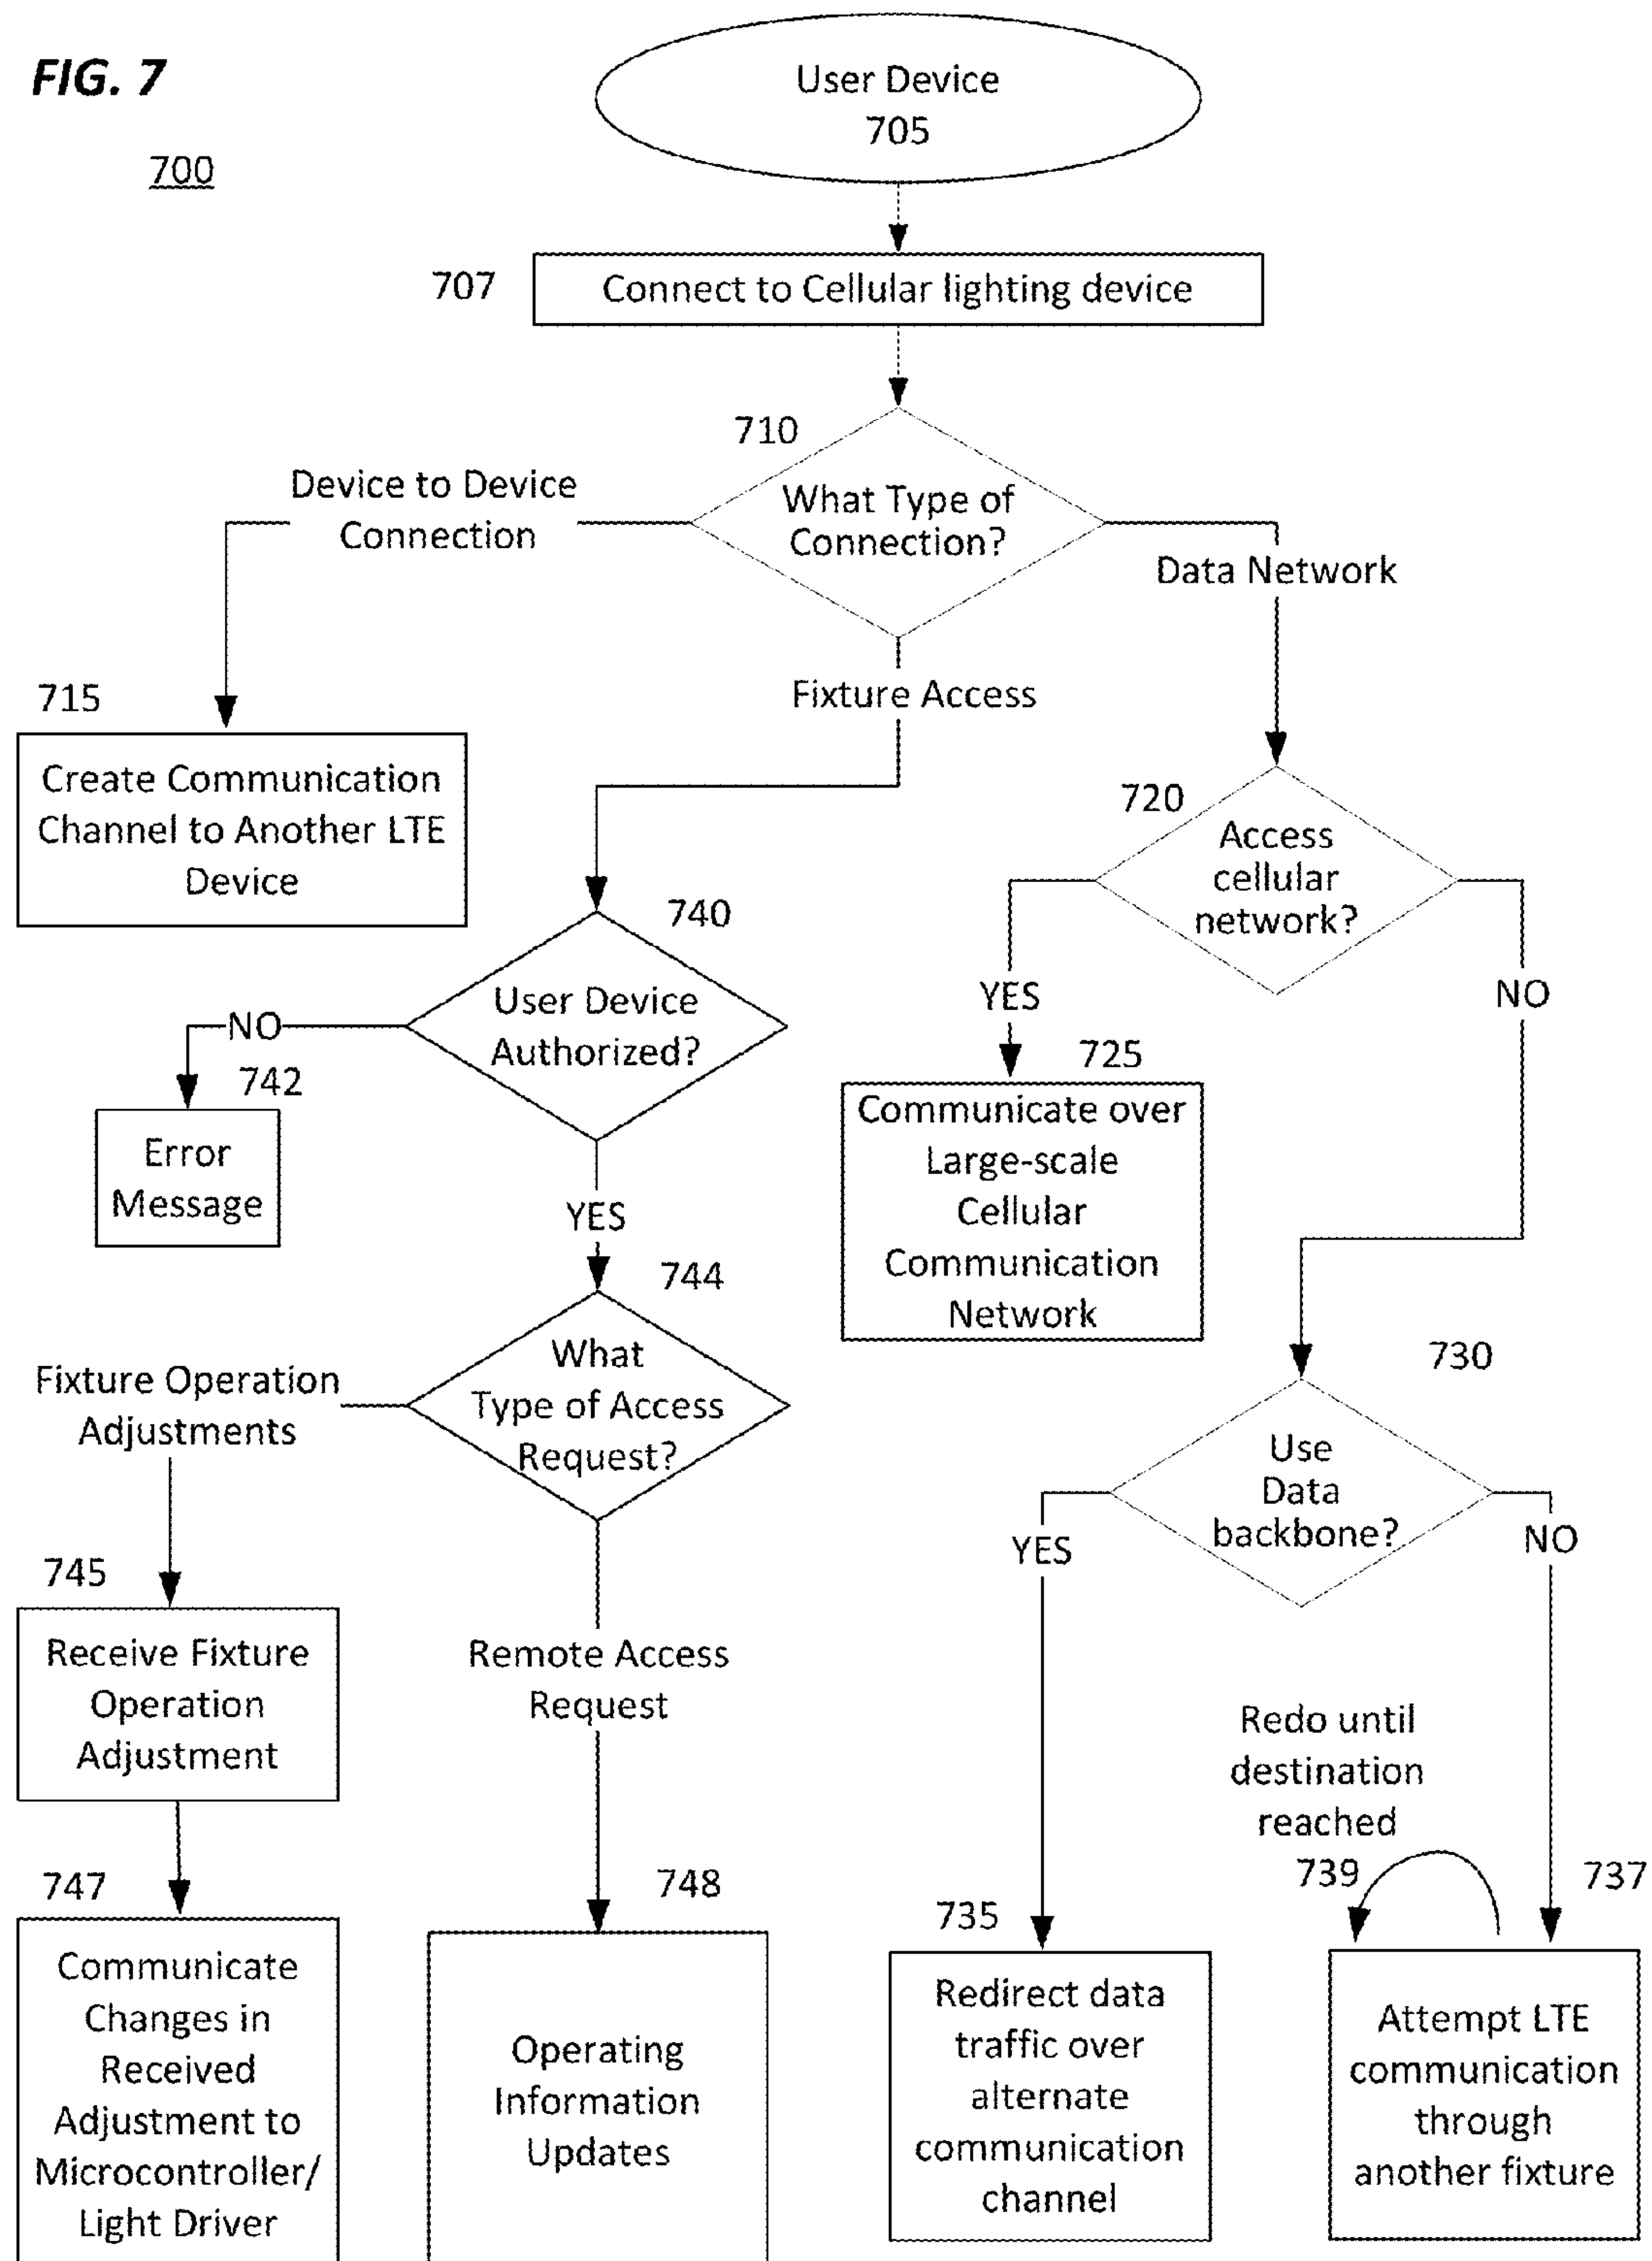 FIG. 7
700
User Device
705
707
Connect to Cellular lighting device
710
What Type of
Connection?
Device to Device
Connection
Data Network
Fixture Access
715
Create Communication
Channel to Another LTE
Device
720
Access
cellular
network?
YES
NO
725
Communicate over
Large-scale
Cellular
Communication
Network
740
User Device
Authorized?
NO
742
Error
Message
YES
744
What
Type of Access
Request?
Fixture Operation
Adjustments
745
Receive Fixture
Operation
Adjustment
747
Communicate
Changes in
Received
Adjustment to
Microcontroller/
Light Driver
Remote Access
Request
748
Operating
Information
Updates
730
Use
Data
backbone?
YES
NO
735
Redirect data
traffic over
alternate
communication
channel
Redo until
destination
reached
739
737
Attempt LTE
communication
through
another fixture